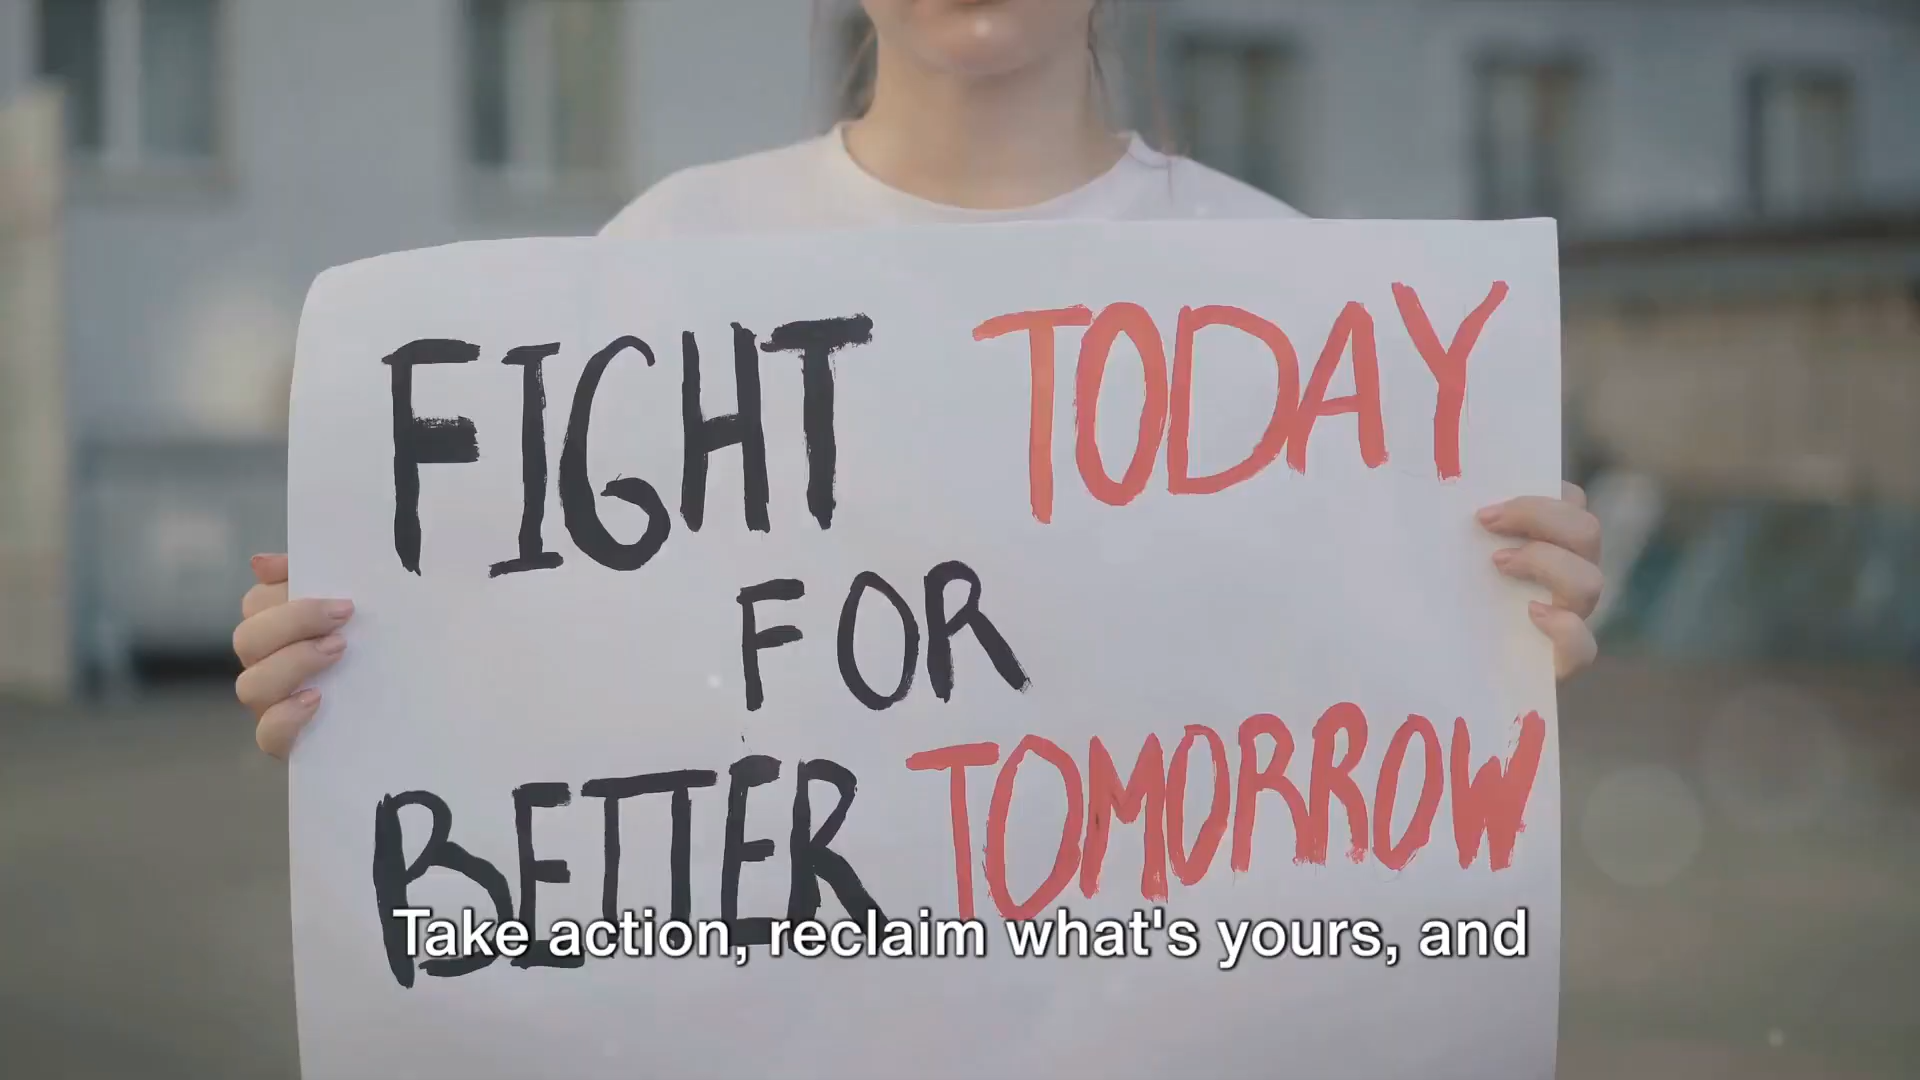 FIGHT TODAY
FOR
BETTER TOMORROW
Take action, reclaim what's yours, and